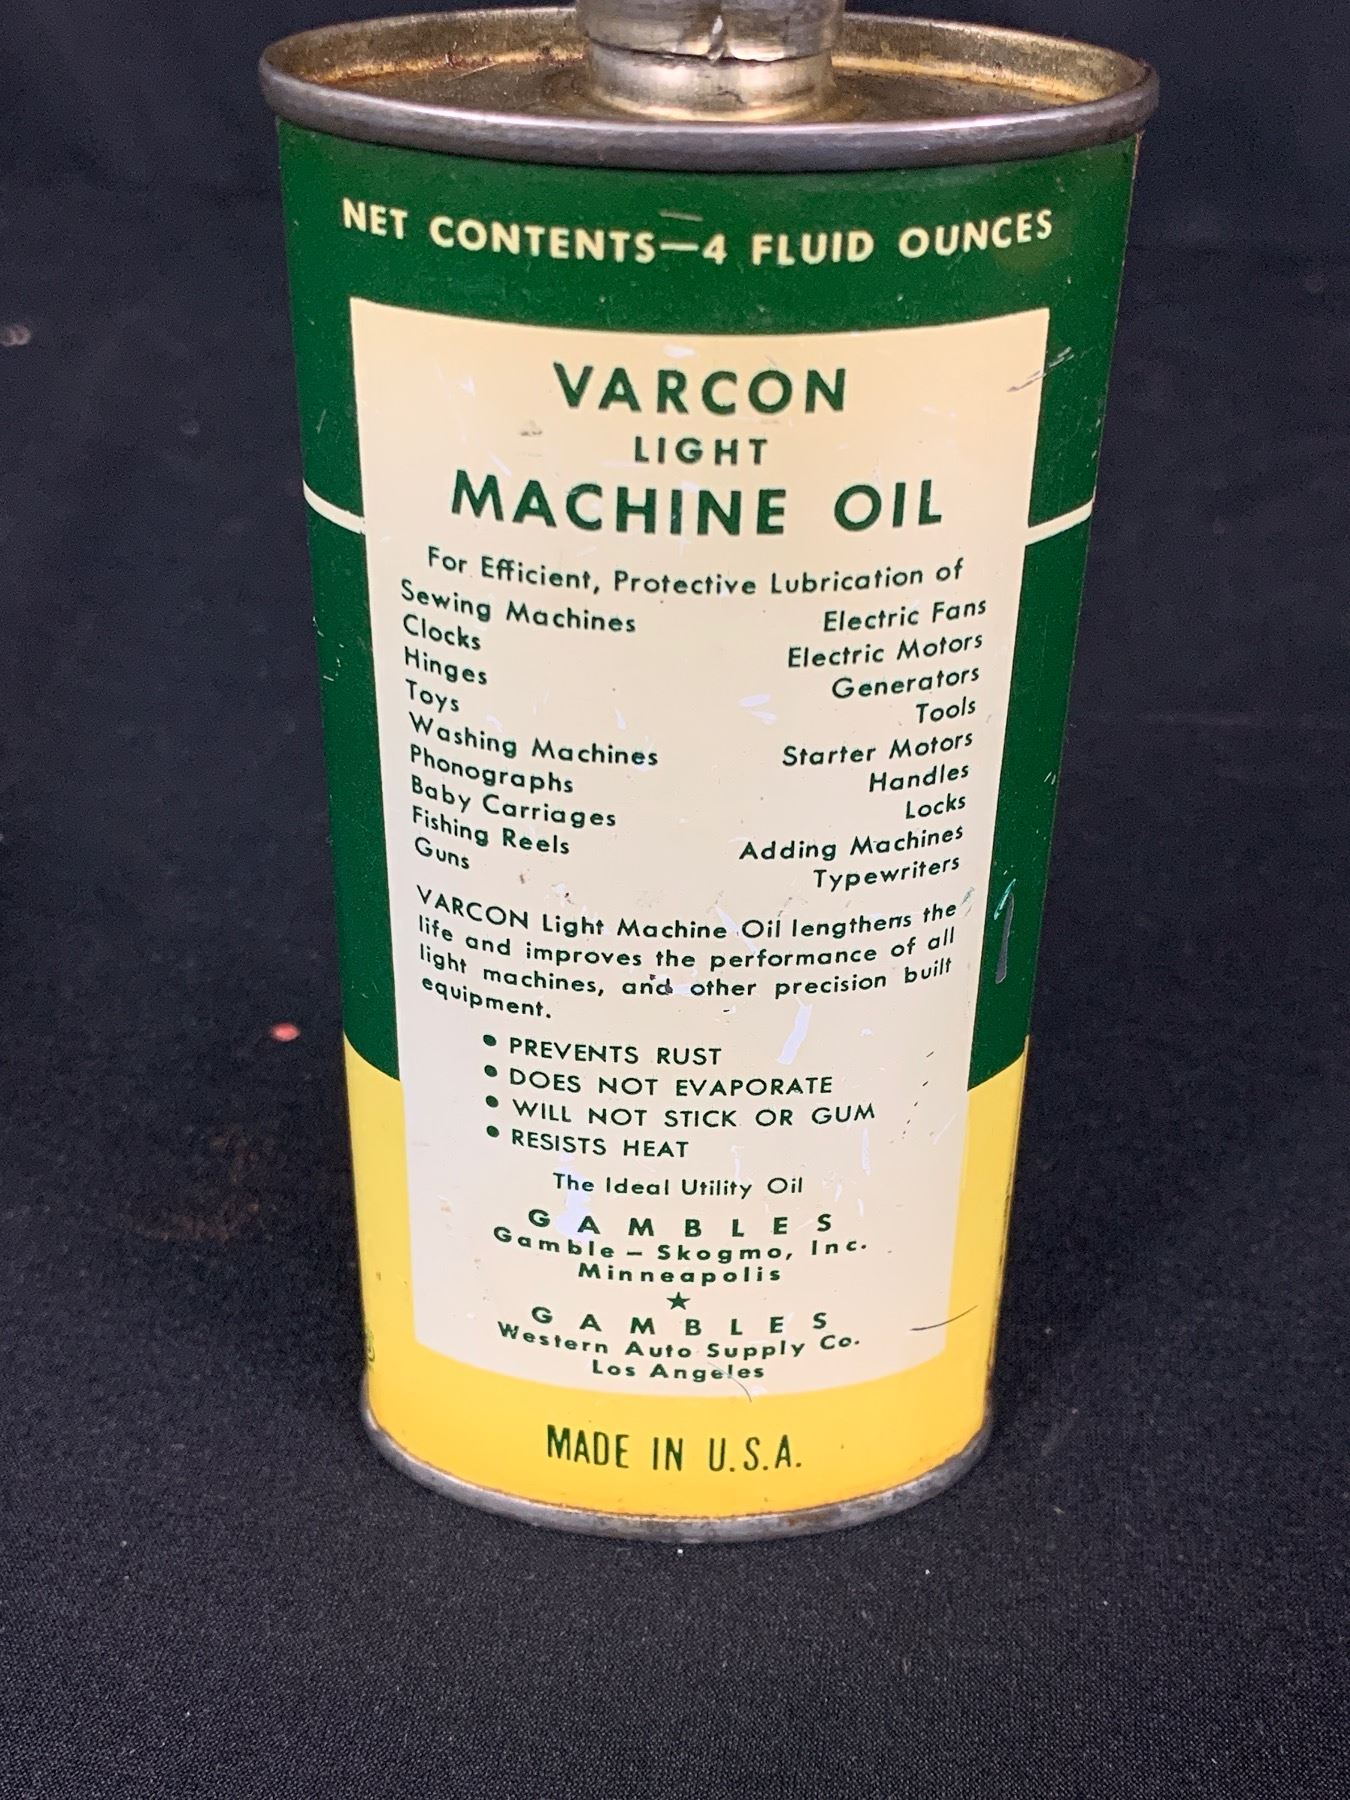 NET CONTENTS—4 FLUID OUNCES
VARCON
LIGHT
MACHINE OIL
For Efficient, Protective Lubrication of
Sewing Machines
Clocks
Hinges
Toys
Washing Machines
Phonographs
Baby Carriages
Fishing Reels
Guns
Electric Fans
Electric Motors
Generators
Tools
Starter Motors
Handles
Locks
Adding Machines
Typewriters
VARCON Light Machine Oil lengthens the
life and improves the performance of all
light machines, and other precision built
equipment.
• PREVENTS RUST
• DOES NOT EVAPORATE
• WILL NOT STICK OR GUM
• RESISTS HEAT
The Ideal Utility Oil
GAMBLES
Gamble – Skogmo, Inc.
Minneapolis
★
GAMBLES
Western Auto Supply Co.
Los Angeles
MADE IN U.S.A.